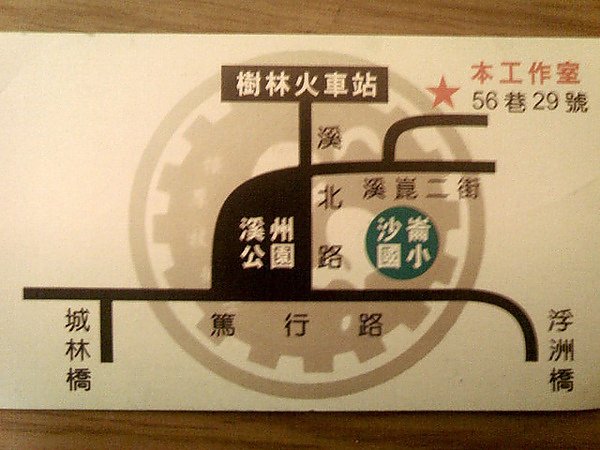 樹林火車站
本工作室
56巷29號
溪北路
溪崑二街
溪州
公園
沙崙
國小
城林橋
篤行路
浮洲橋